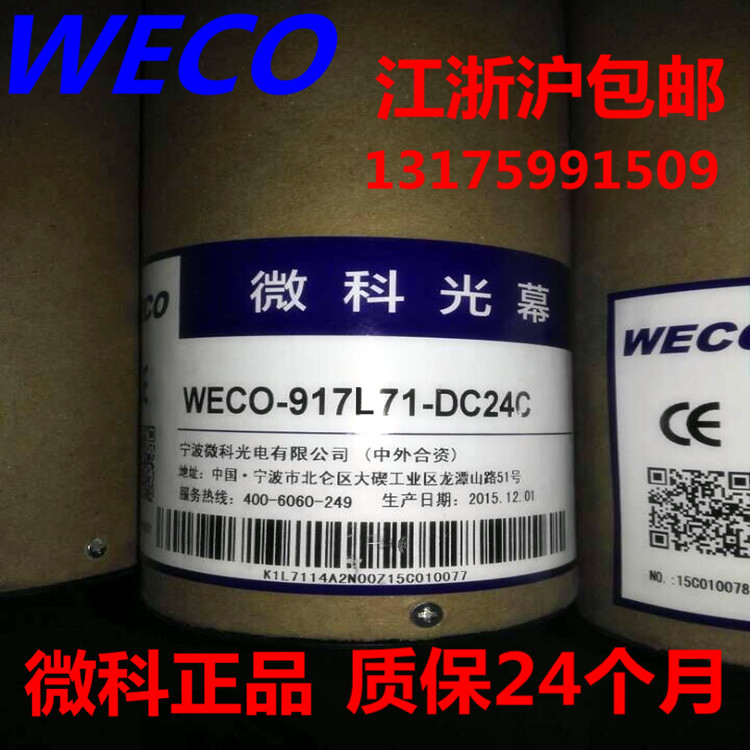 WECO
江浙沪包邮
13175991509
微科光幕
WECO-917L71-DC24C
宁波微科光电有限公司（中外合资）
地址：中国·宁波市北仑区大碶工业区龙潭山路51号
服务热线：400-6060-249 生产日期：2015.12.01
K1L7114A2N00Z15C010077
CO
CE
WECO
CE
NO.:15C010078
微科正品 质保24个月